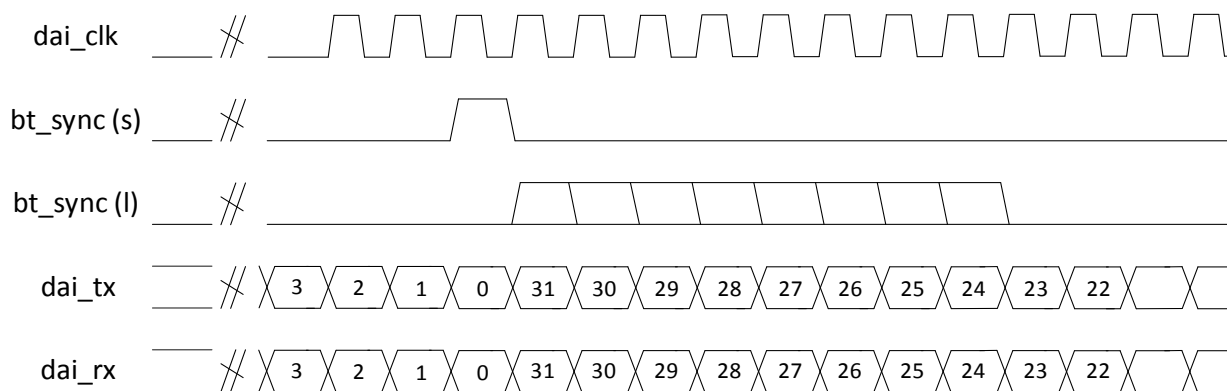 dai_clk
bt_sync (s)
bt_sync (l)
dai_tx 3 2 1 0 31 30 29 28 27 26 25 24 23 22
dai_rx 3 2 1 0 31 30 29 28 27 26 25 24 23 22